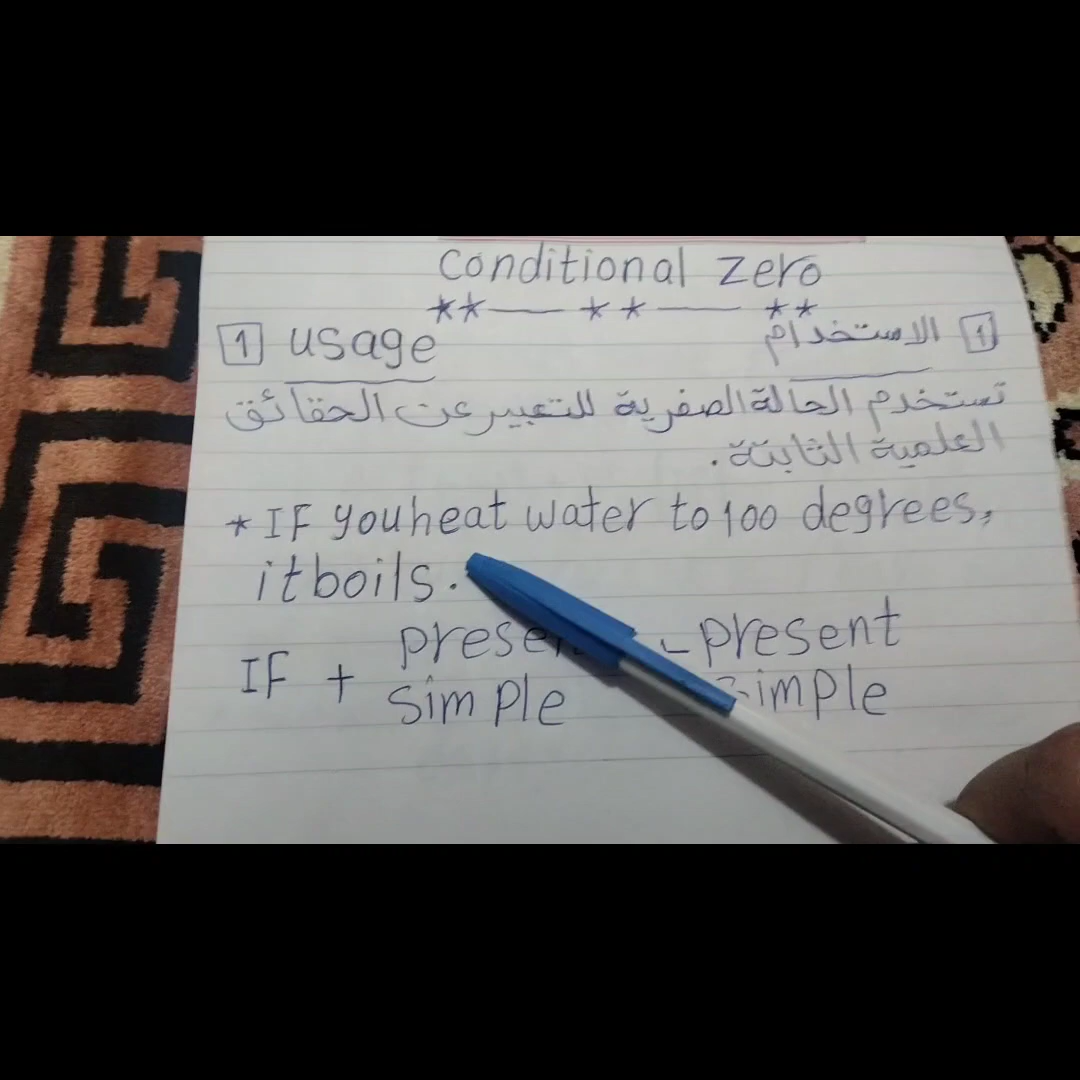 Conditional zero
** —— ** —— **
1 usage
1 الاستخدام
تستخدم الحالة الصفرية للتعبير عن الحقائق
العلمية الثابتة.
* IF you heat water to 100 degrees,
it boils.
IF + simple - present
simple